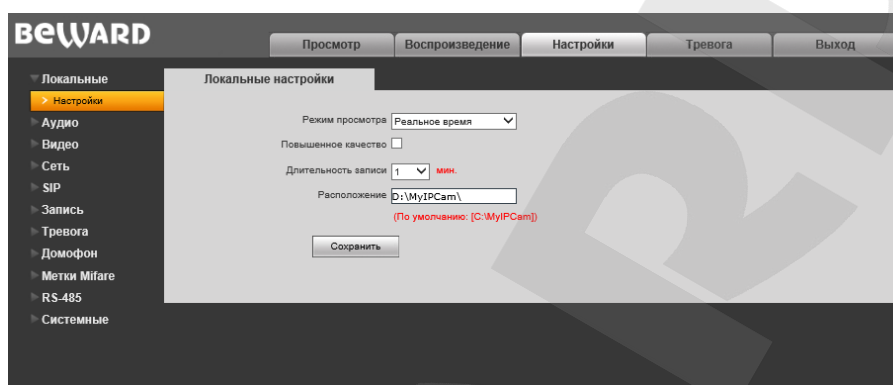 BEWARD
Просмотр Воспроизведение Настройки Тревога Выход
Локальные
Настройки
Аудио
Видео
Сеть
SIP
Запись
Тревога
Домофон
Метки Mifare
RS-485
Системные
Локальные настройки
Режим просмотра Реальное время
Повышенное качество
Длительность записи 1 мин.
Расположение D:\MyIPCam\
(По умолчанию: [C:\MyIPCam])
Сохранить